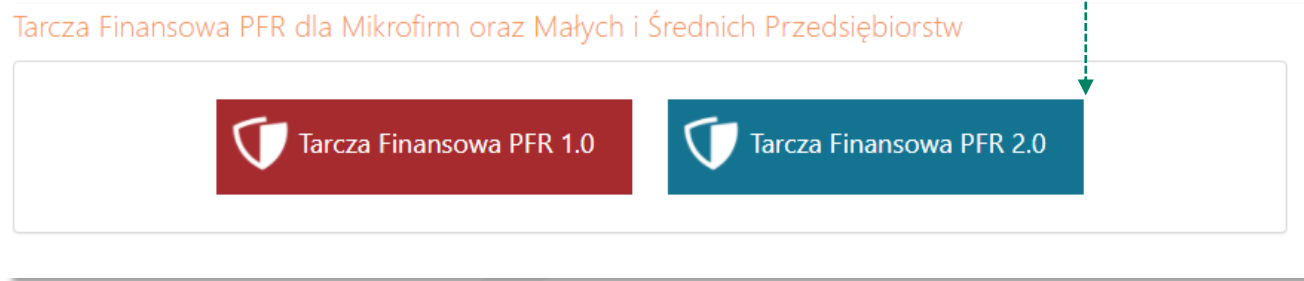 Tarcza Finansowa PFR dla Mikrofirm oraz Małych i Średnich Przedsiębiorstw
Tarcza Finansowa PFR 1.0
Tarcza Finansowa PFR 2.0